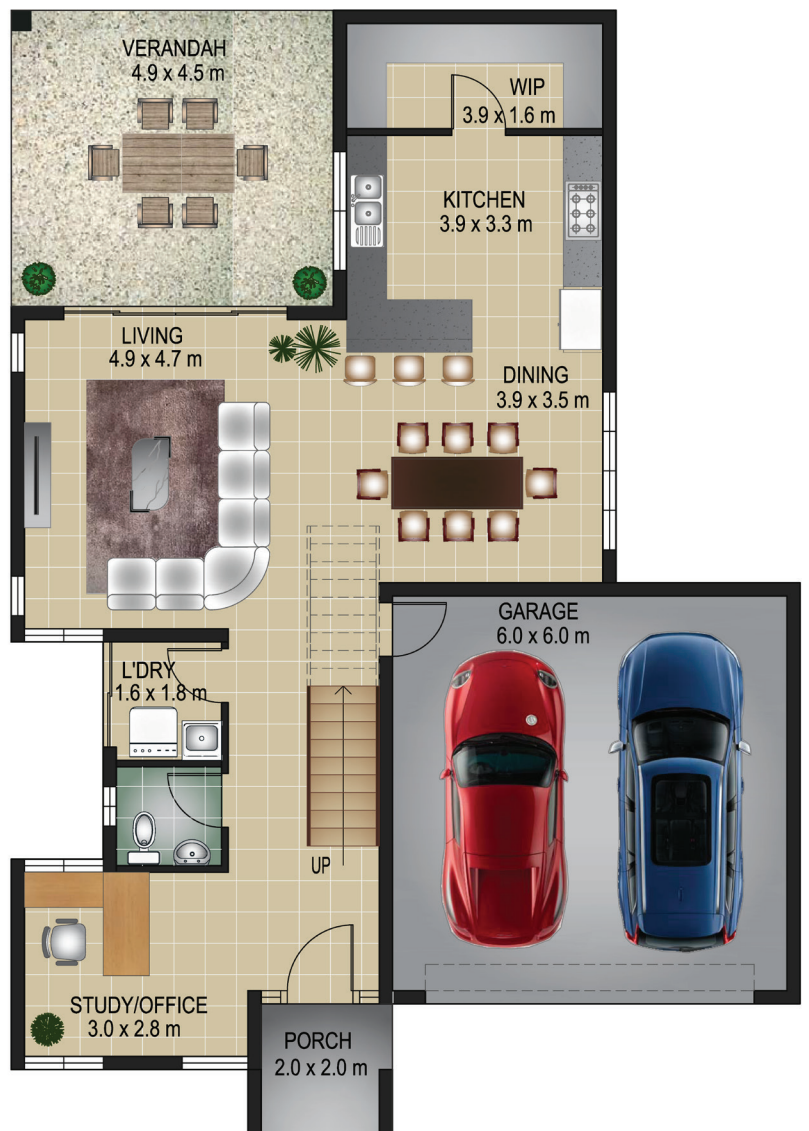 VERANDAH
4.9 x 4.5 m
WIP
3.9 x 1.6 m
KITCHEN
3.9 x 3.3 m
LIVING
4.9 x 4.7 m
DINING
3.9 x 3.5 m
GARAGE
6.0 x 6.0 m
L'DRY
1.6 x 1.8 m
UP
STUDY/OFFICE
3.0 x 2.8 m
PORCH
2.0 x 2.0 m